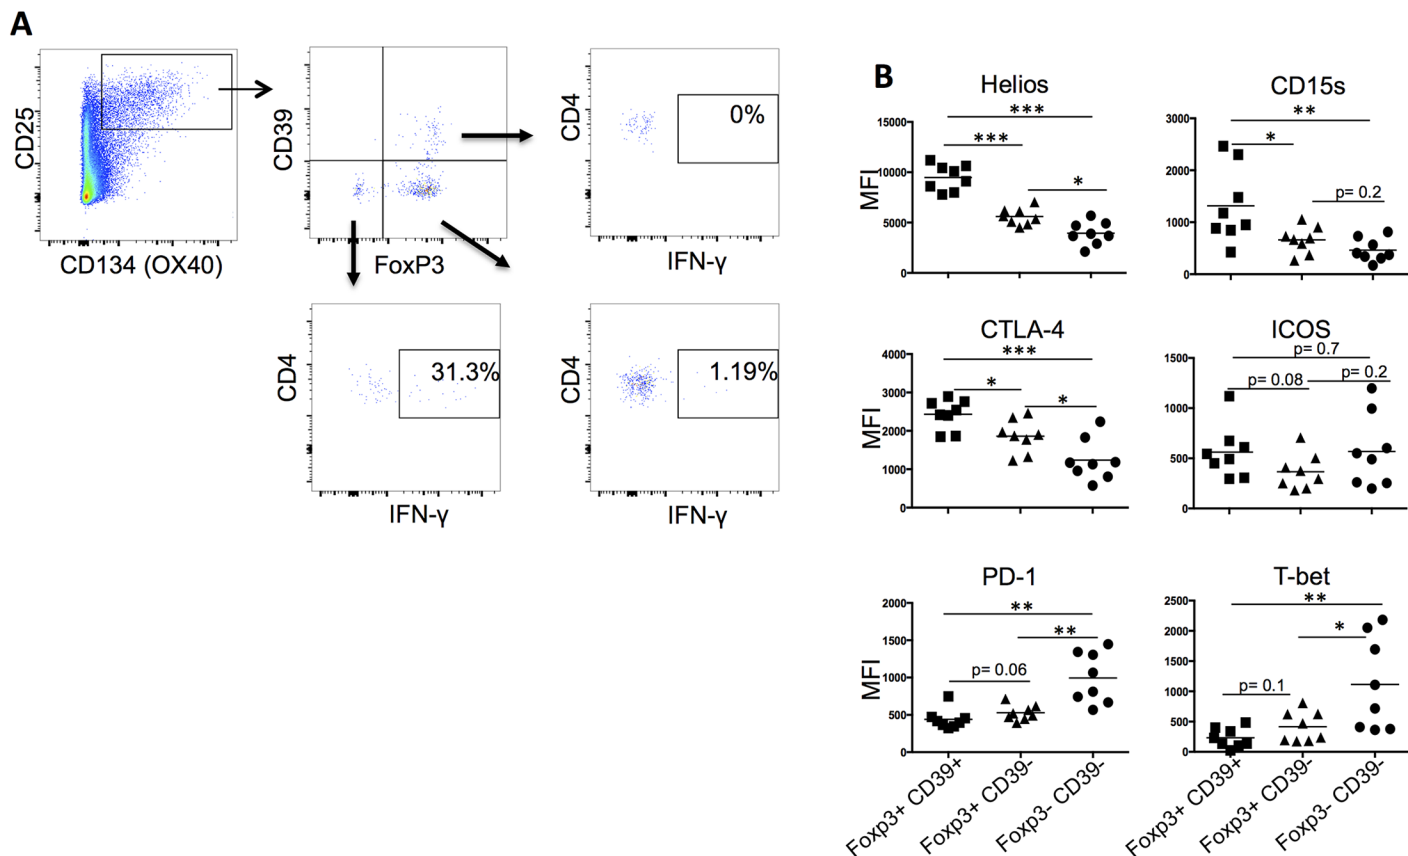 A
CD25
CD134 (OX40)
CD39
FoxP3
CD4
0%
IFN-γ
CD4
31.3%
IFN-γ
CD4
1.19%
IFN-γ
B
Helios
***
***
*
15000
10000
5000
0
MFI
CD15s
**
*
p= 0.2
3000
2000
1000
0
CTLA-4
***
*
*
4000
3000
2000
1000
0
MFI
ICOS
p= 0.7
p= 0.08
p= 0.2
1500
1000
500
0
PD-1
**
**
p= 0.06
2000
1500
1000
500
0
MFI
Foxp3+ CD39+
Foxp3+ CD39-
Foxp3- CD39-
T-bet
**
*
p= 0.1
2500
2000
1500
1000
500
0
Foxp3+ CD39+
Foxp3+ CD39-
Foxp3- CD39-